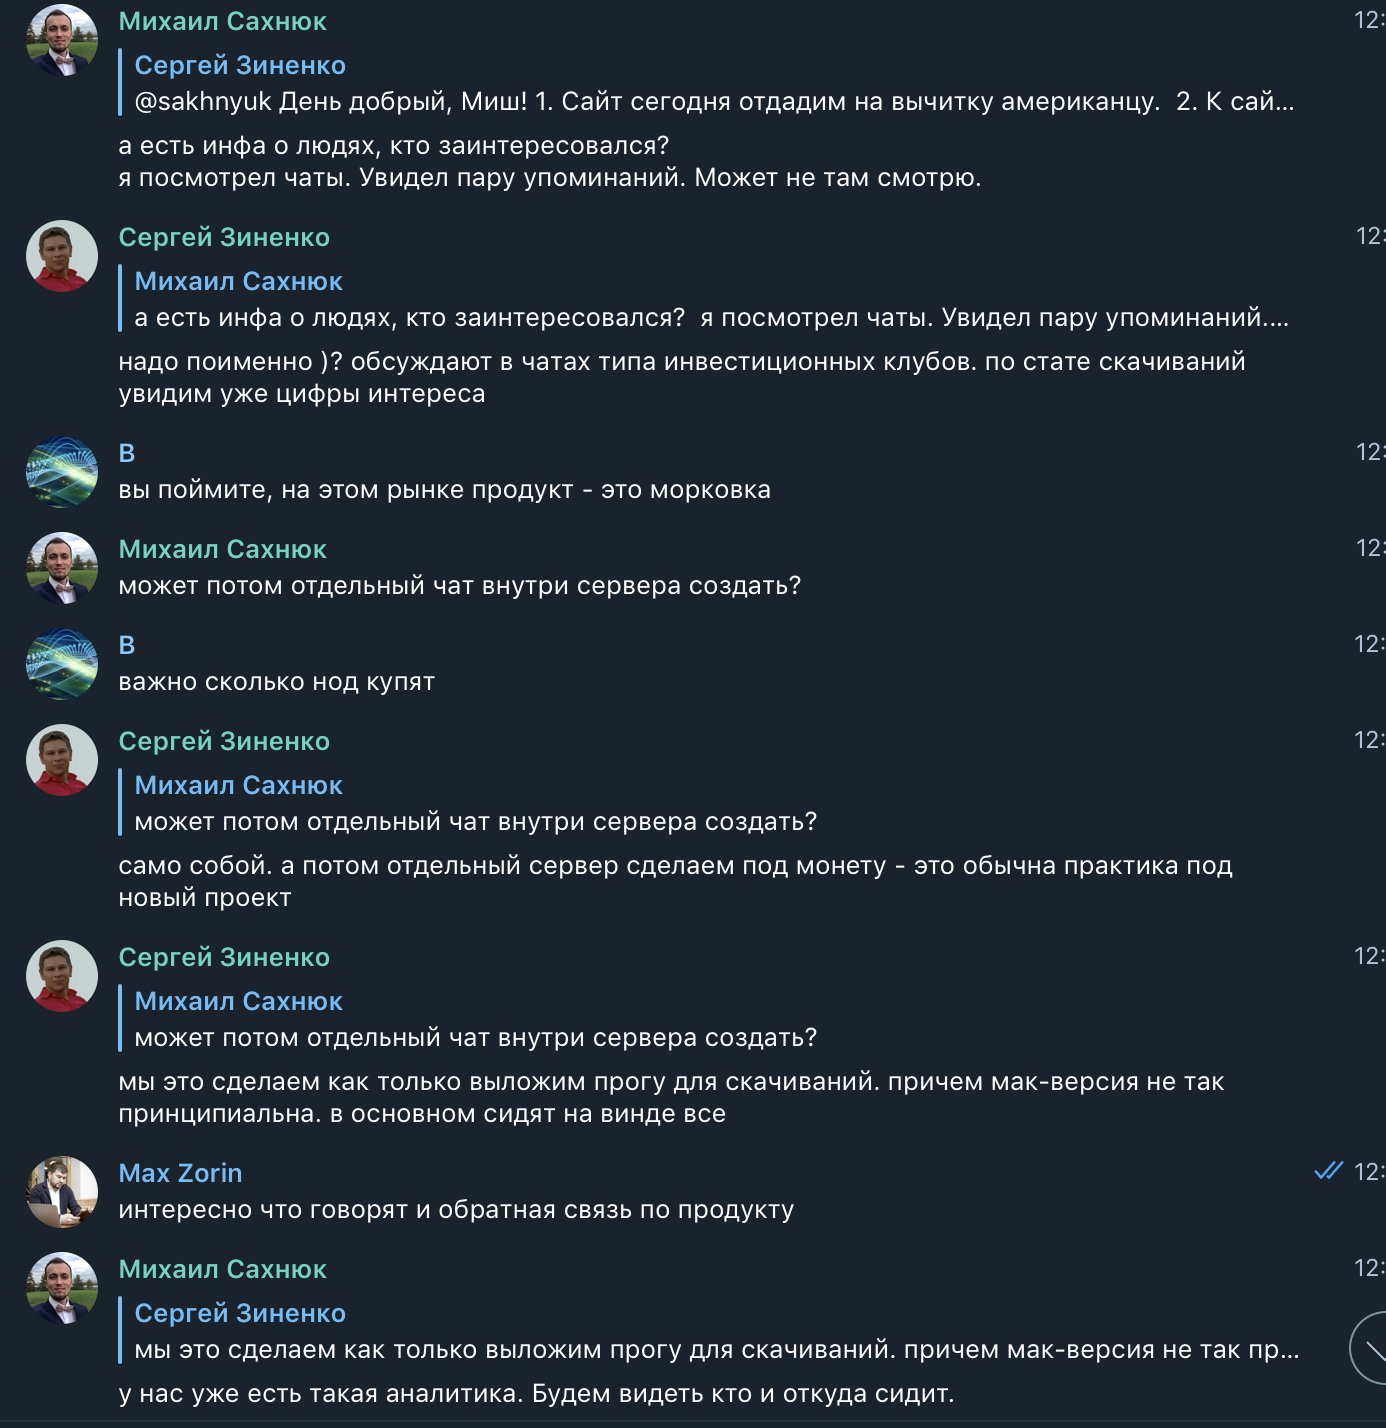 Михаил Сахнюк 12:
Сергей Зиненко
@sakhnyuk День добрый, Миш! 1. Сайт сегодня отдадим на вычитку американцу. 2. К сай...
а есть инфа о людях, кто заинтересовался?
я посмотрел чаты. Увидел пару упоминаний. Может не там смотрю.
Сергей Зиненко 12:
Михаил Сахнюк
а есть инфа о людях, кто заинтересовался? я посмотрел чаты. Увидел пару упоминаний....
надо поименно )? обсуждают в чатах типа инвестиционных клубов. по стате скачиваний
увидим уже цифры интереса
В 12:
вы поймите, на этом рынке продукт - это морковка
Михаил Сахнюк 12:
может потом отдельный чат внутри сервера создать?
В 12:
важно сколько нод купят
Сергей Зиненко 12:
Михаил Сахнюк
может потом отдельный чат внутри сервера создать?
само собой. а потом отдельный сервер сделаем под монету - это обычна практика под
новый проект
Сергей Зиненко 12:
Михаил Сахнюк
может потом отдельный чат внутри сервера создать?
мы это сделаем как только выложим прогу для скачиваний. причем мак-версия не так
принципиальна. в основном сидят на винде все
Max Zorin 12:
интересно что говорят и обратная связь по продукту
Михаил Сахнюк 12:
Сергей Зиненко
мы это сделаем как только выложим прогу для скачиваний. причем мак-версия не так пр...
у нас уже есть такая аналитика. Будем видеть кто и откуда сидит.